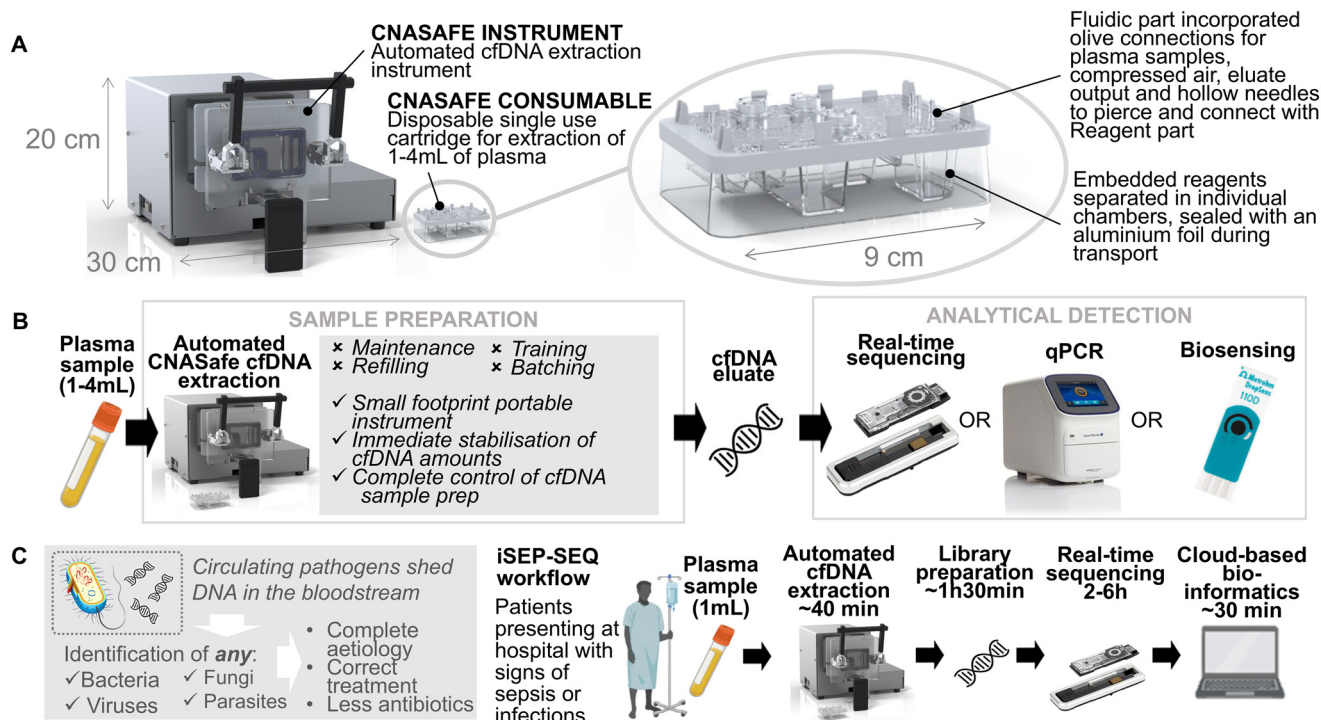 A
CNASAFE INSTRUMENT
Automated cfDNA extraction
instrument
CNASAFE CONSUMABLE
Disposable single use
cartridge for extraction of
1-4mL of plasma
20 cm
30 cm
9 cm
Fluidic part incorporated
olive connections for
plasma samples,
compressed air, eluate
output and hollow needles
to pierce and connect with
Reagent part
Embedded reagents
separated in individual
chambers, sealed with an
aluminium foil during
transport
B
Plasma
sample
(1-4mL)
SAMPLE PREPARATION
Automated
CNASafe cfDNA
extraction
✘ Maintenance ✘ Training
✘ Refilling ✘ Batching
✓ Small footprint portable
instrument
✓ Immediate stabilisation of
cfDNA amounts
✓ Complete control of cfDNA
sample prep
cfDNA
eluate
ANALYTICAL DETECTION
Real-time
sequencing
OR
qPCR
OR
Biosensing
Metrohm
DropSens
110D
C
Circulating pathogens shed
DNA in the bloodstream
Identification of any:
✓Bacteria ✓ Fungi
✓ Viruses ✓ Parasites
• Complete
aetiology
• Correct
treatment
• Less antibiotics
iSEP-SEQ
workflow
Patients
presenting at
hospital with
signs of
sepsis or
infections
Plasma
sample
(1mL)
Automated
cfDNA
extraction
~40 min
Library
preparation
~1h30min
Real-time
sequencing
2-6h
Cloud-based
bio-
informatics
~30 min